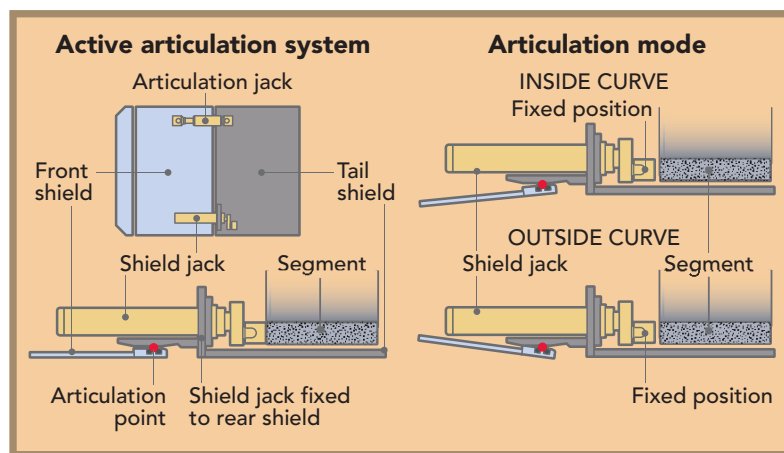 Active articulation system
Articulation jack
Front
shield
Tail
shield
Shield jack
Segment
Articulation
point
Shield jack fixed
to rear shield
Articulation mode
INSIDE CURVE
Fixed position
OUTSIDE CURVE
Shield jack
Segment
Fixed position